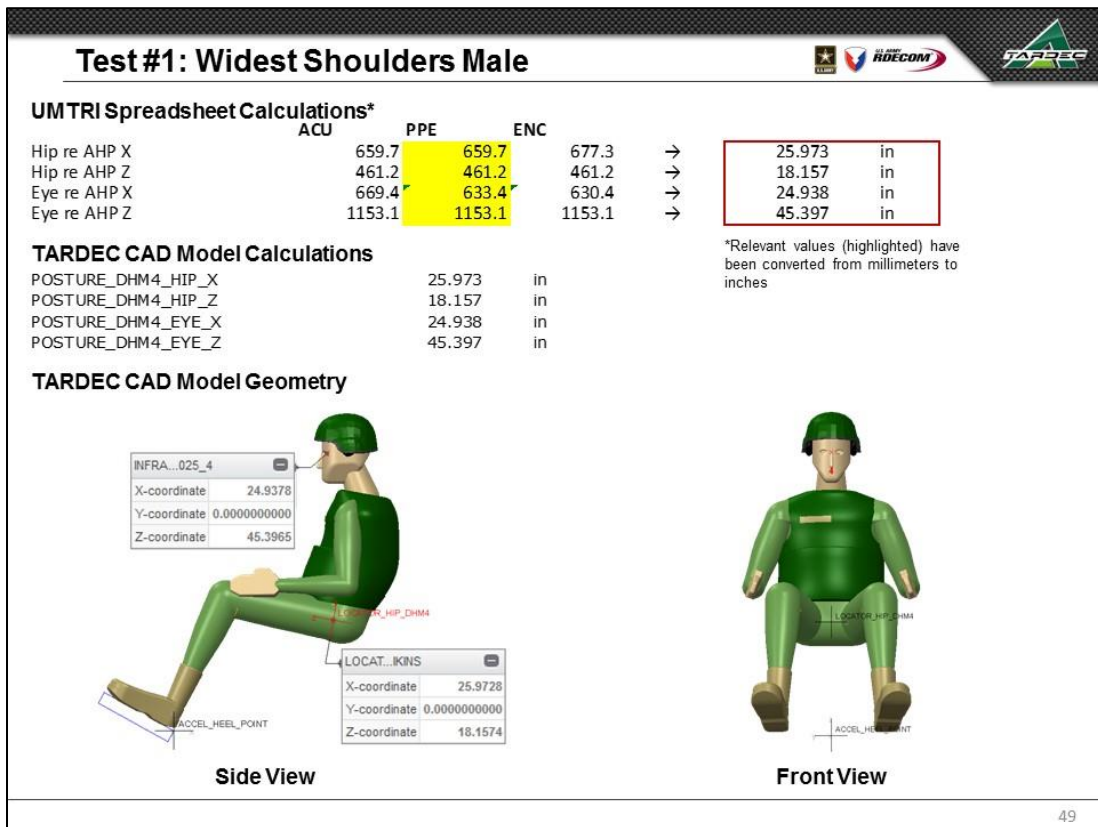 Test #1: Widest Shoulders Male
U.S. ARMY
U.S. ARMY
RDECOM
TARDEC
UMTRI Spreadsheet Calculations*
ACU PPE ENC
Hip re AHP X 659.7 659.7 677.3 → 25.973 in
Hip re AHP Z 461.2 461.2 461.2 → 18.157 in
Eye re AHP X 669.4 633.4 630.4 → 24.938 in
Eye re AHP Z 1153.1 1153.1 1153.1 → 45.397 in
*Relevant values (highlighted) have
been converted from millimeters to
inches
TARDEC CAD Model Calculations
POSTURE_DHM4_HIP_X 25.973 in
POSTURE_DHM4_HIP_Z 18.157 in
POSTURE_DHM4_EYE_X 24.938 in
POSTURE_DHM4_EYE_Z 45.397 in
TARDEC CAD Model Geometry
INFRA...025_4
X-coordinate 24.9378
Y-coordinate 0.0000000000
Z-coordinate 45.3965
LOCATOR_HIP_DHM4
LOCAT...IKINS
X-coordinate 25.9728
Y-coordinate 0.0000000000
Z-coordinate 18.1574
ACCEL_HEEL_POINT
LOCATOR_HIP_DHM4
ACCEL_HEEL_POINT
Side View
Front View
49